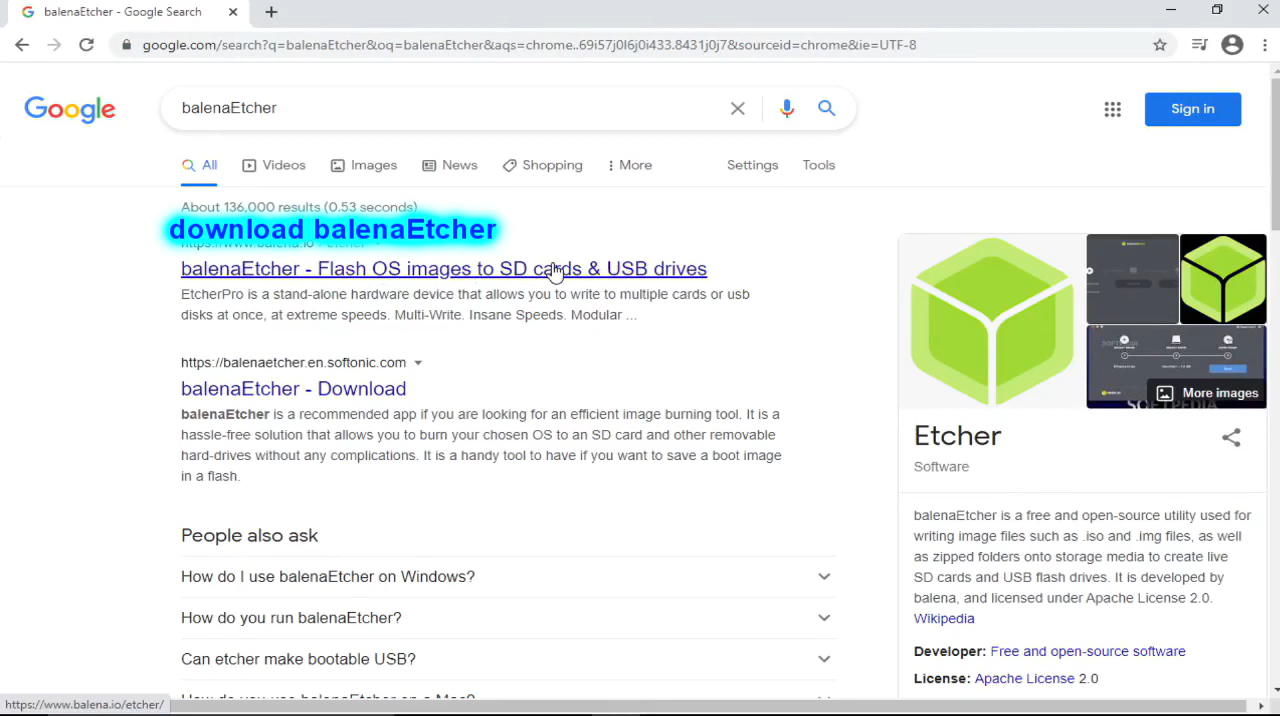 balenaEtcher - Google Search
google.com/search?q=balenaEtcher&oq=balenaEtcher&aqs=chrome..69i57j0l6j0i433.8431j0j7&sourceid=chrome&ie=UTF-8
Google
balenaEtcher
Sign in
All Videos Images News Shopping More Settings Tools
About 136,000 results (0.53 seconds)
download balenaEtcher
balenaEtcher - Flash OS images to SD cards & USB drives
EtcherPro is a stand-alone hardware device that allows you to write to multiple cards or usb
disks at once, at extreme speeds. Multi-Write. Insane Speeds. Modular ...
https://balenaetcher.en.softonic.com
balenaEtcher - Download
balenaEtcher is a recommended app if you are looking for an efficient image burning tool. It is a
hassle-free solution that allows you to burn your chosen OS to an SD card and other removable
hard-drives without any complications. It is a handy tool to have if you want to save a boot image
in a flash.
People also ask
How do I use balenaEtcher on Windows?
How do you run balenaEtcher?
Can etcher make bootable USB?
How do you use balenaEtcher on a Mac?
https://www.balena.io/etcher/
More images
SOFTPEDIA
Etcher
Software
balenaEtcher is a free and open-source utility used for
writing image files such as .iso and .img files, as well
as zipped folders onto storage media to create live
SD cards and USB flash drives. It is developed by
balena, and licensed under Apache License 2.0.
Wikipedia
Developer: Free and open-source software
License: Apache License 2.0